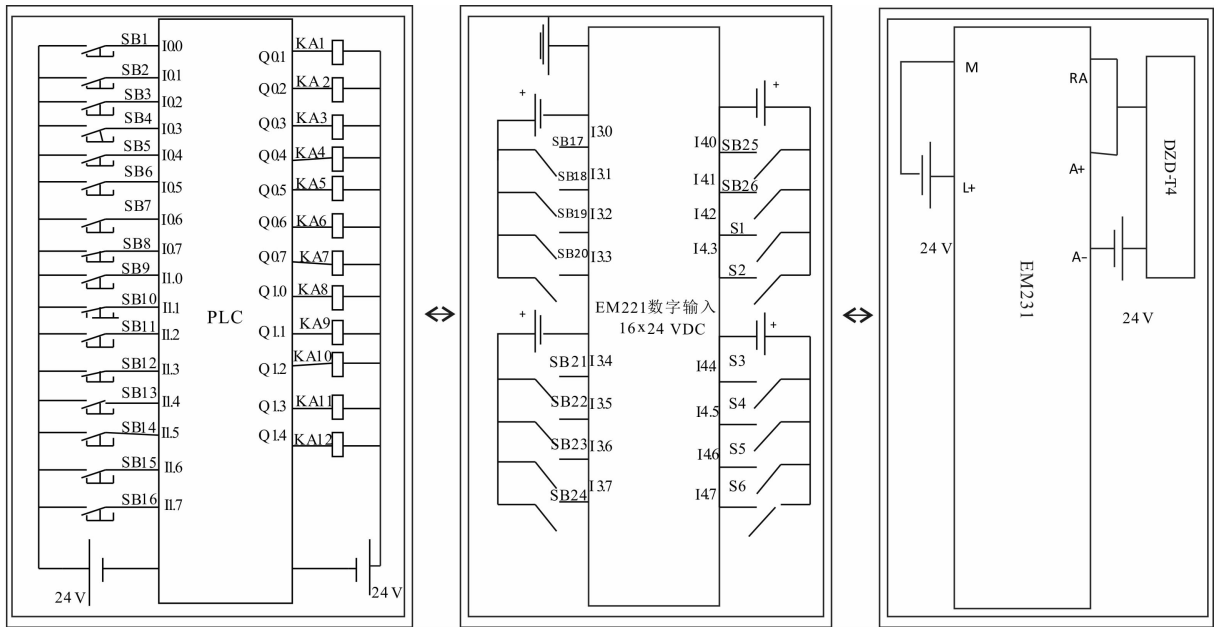 SB1
I0.0
SB2
I0.1
SB3
I0.2
SB4
I0.3
SB5
I0.4
SB6
I0.5
SB7
I0.6
SB8
I0.7
SB9
I1.0
SB10
I1.1
SB11
I1.2
SB12
I1.3
SB13
I1.4
SB14
I1.5
SB15
I1.6
SB16
I1.7
24 V
PLC
Q0.1
KA1
Q0.2
KA 2
Q0.3
KA3
Q0.4
KA4
Q0.5
KA5
Q0.6
KA6
Q0.7
KA7
Q1.0
KA8
Q1.1
KA9
Q1.2
KA10
Q1.3
KA11
Q1.4
KA12
24 V
+
I3.0
SB17
I3.1
SB18
I3.2
SB19
I3.3
SB20
+
I3.4
SB21
I3.5
SB22
I3.6
SB23
I3.7
SB24
EM221数字输入
16x24 VDC
+
I4.0
SB25
I4.1
SB26
I4.2
S1
I4.3
S2
+
I4.4
S3
I4.5
S4
I4.6
S5
I4.7
S6
M
L+
24 V
EM231
RA
A+
A-
24 V
DZD-T4